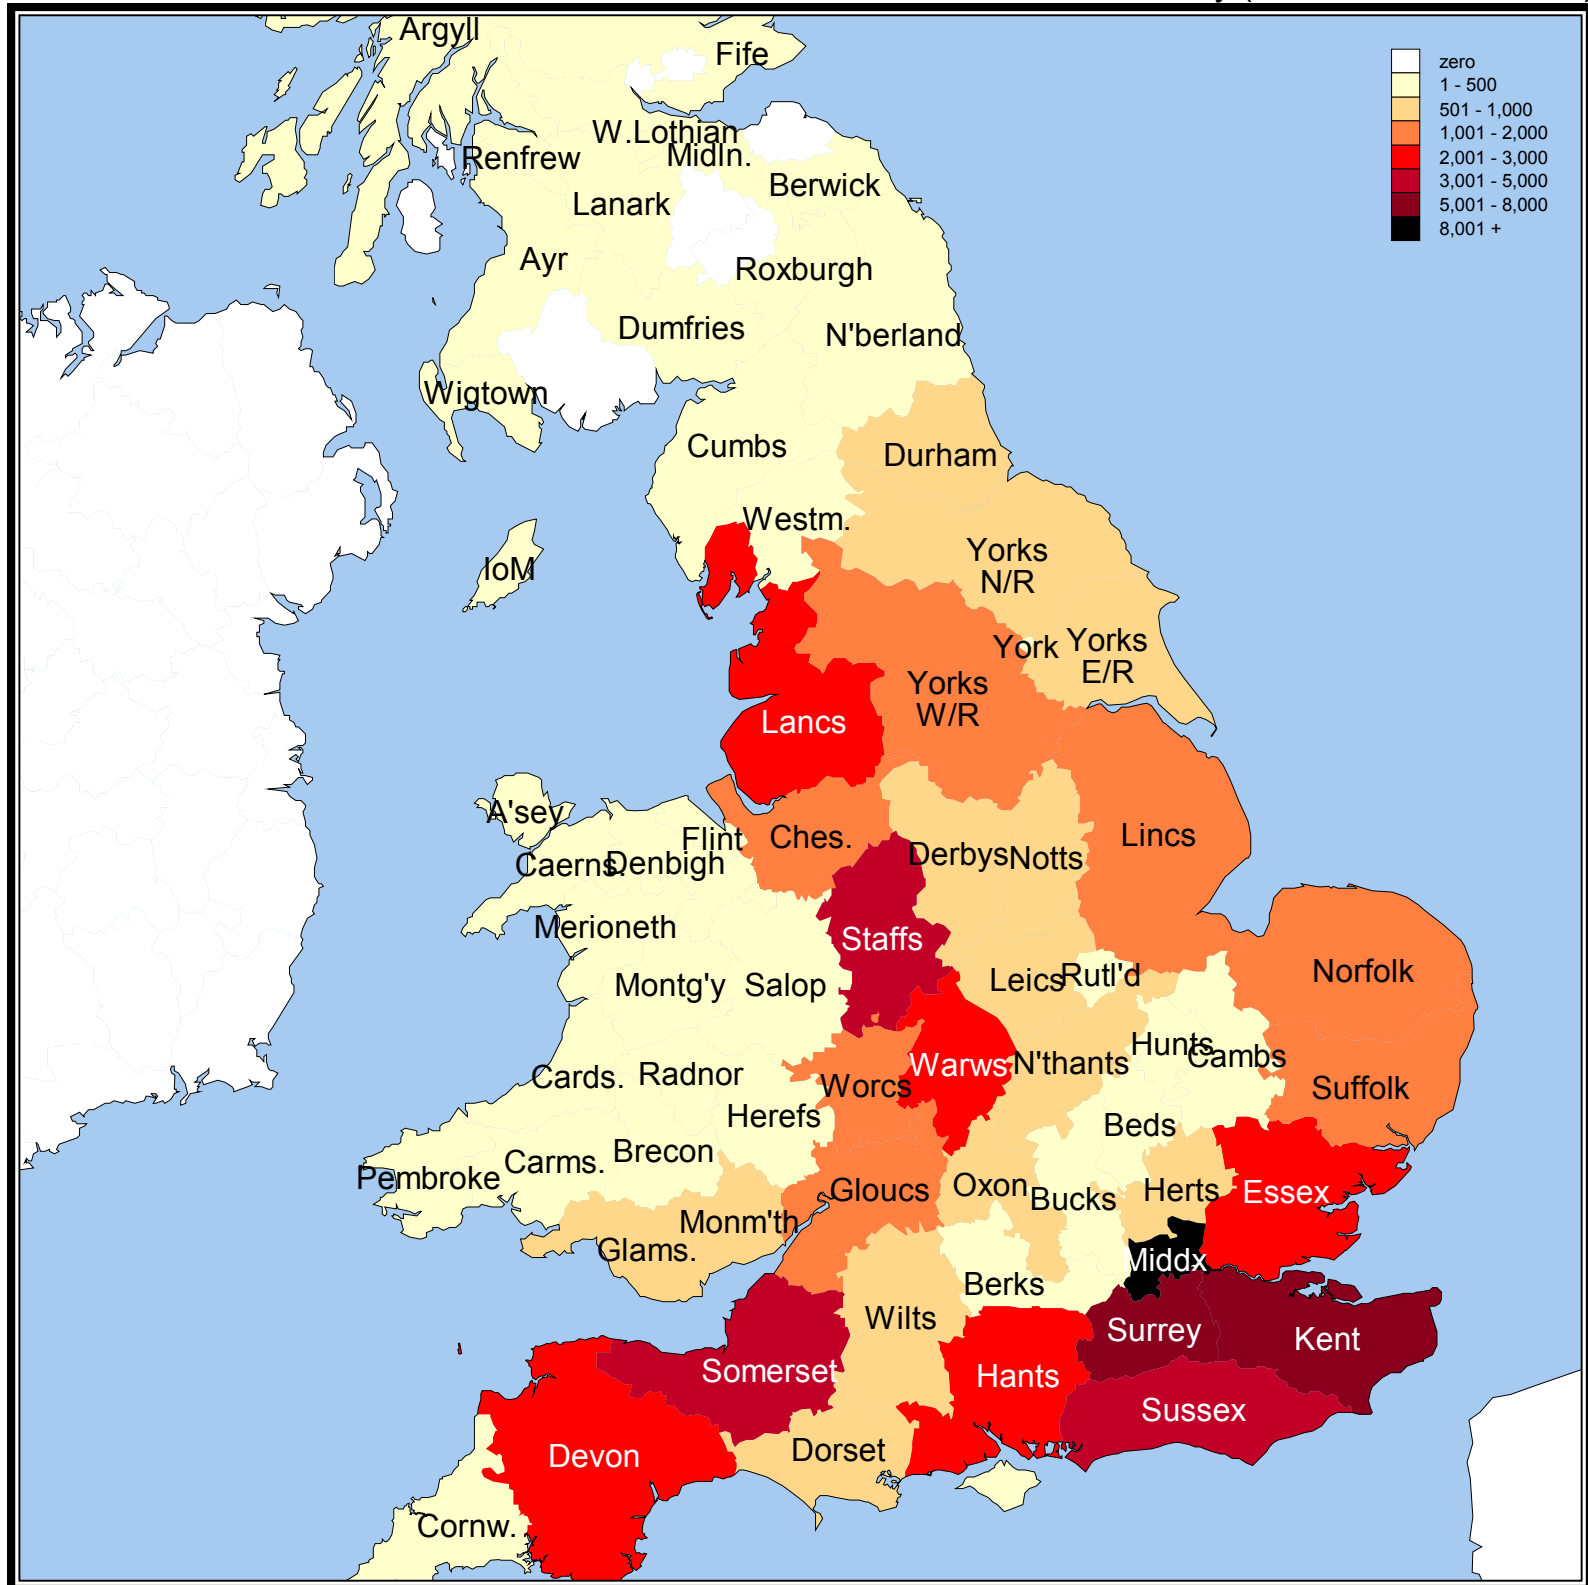 zero
1 - 500
501 - 1,000
1,001 - 2,000
2,001 - 3,000
3,001 - 5,000
5,001 - 8,000
8,001 +
Argyll
Fife
W.Lothian
Midln.
Renfrew
Berwick
Lanark
Ayr
Roxburgh
Dumfries
N'berland
Wigtown
Cumbs
Durham
Westm.
Yorks
N/R
IoM
York
Yorks
E/R
Yorks
W/R
Lancs
A'sey
Flint
Ches.
Lincs
Caerns.
Denbigh
Derbys
Notts
Merioneth
Staffs
Montg'y
Salop
Leics
Rutl'd
Norfolk
Hunts
Cambs
Cards.
Radnor
Worcs
Warws
N'thants
Suffolk
Herefs
Beds
Pembroke
Carms.
Brecon
Gloucs
Oxon
Bucks
Herts
Essex
Monm'th
Glams.
Middx
Berks
Wilts
Surrey
Kent
Somerset
Hants
Sussex
Devon
Dorset
Cornw.